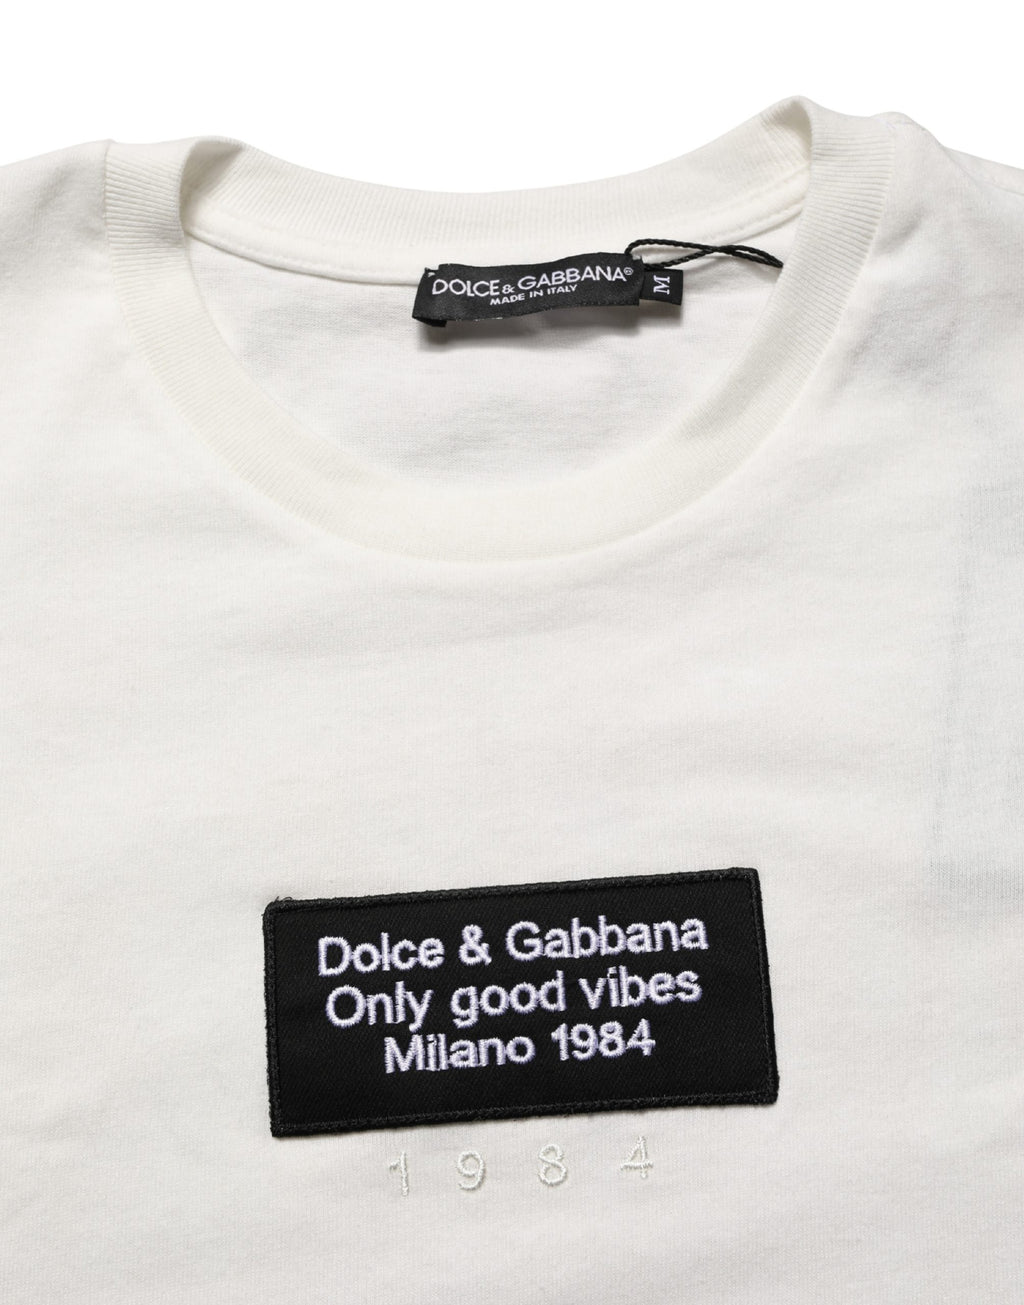 DOLCE & GABBANA®
MADE IN ITALY
M
Dolce & Gabbana
Only good vibes
Milano 1984
1984